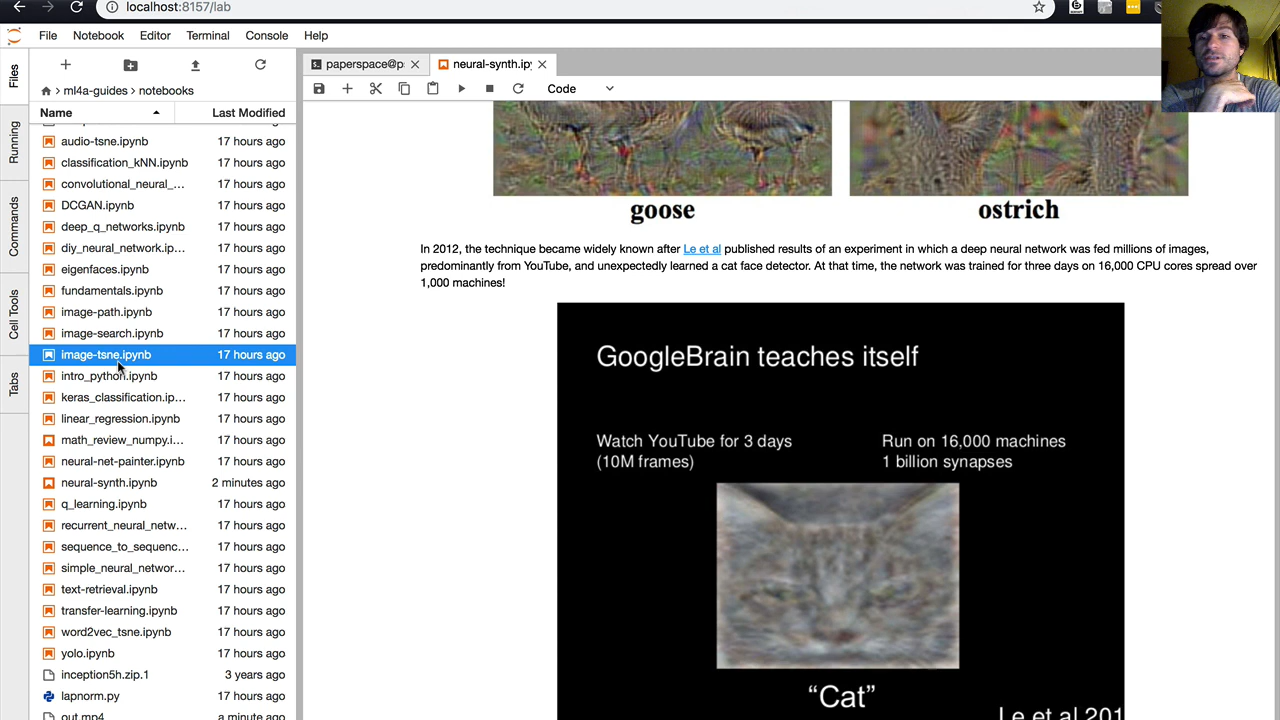 localhost:8157/lab
File Notebook Editor Terminal Console Help
Files
Running
Commands
Cell Tools
Tabs
ml4a-guides > notebooks
Name Last Modified
audio-tsne.ipynb 17 hours ago
classification_kNN.ipynb 17 hours ago
convolutional_neural_... 17 hours ago
DCGAN.ipynb 17 hours ago
deep_q_networks.ipynb 17 hours ago
diy_neural_network.ip... 17 hours ago
eigenfaces.ipynb 17 hours ago
fundamentals.ipynb 17 hours ago
image-path.ipynb 17 hours ago
image-search.ipynb 17 hours ago
image-tsne.ipynb 17 hours ago
intro_python.ipynb 17 hours ago
keras_classification.ip... 17 hours ago
linear_regression.ipynb 17 hours ago
math_review_numpy.i... 17 hours ago
neural-net-painter.ipynb 17 hours ago
neural-synth.ipynb 2 minutes ago
q_learning.ipynb 17 hours ago
recurrent_neural_netw... 17 hours ago
sequence_to_sequenc... 17 hours ago
simple_neural_networ... 17 hours ago
text-retrieval.ipynb 17 hours ago
transfer-learning.ipynb 17 hours ago
word2vec_tsne.ipynb 17 hours ago
yolo.ipynb 17 hours ago
inception5h.zip.1 3 years ago
lapnorm.py 17 hours ago
out.mp4 a minute ago
paperspace@p: neural-synth.ipy
Code
goose ostrich
In 2012, the technique became widely known after Le et al published results of an experiment in which a deep neural network was fed millions of images,
predominantly from YouTube, and unexpectedly learned a cat face detector. At that time, the network was trained for three days on 16,000 CPU cores spread over
1,000 machines!
GoogleBrain teaches itself
Watch YouTube for 3 days Run on 16,000 machines
(10M frames) 1 billion synapses
“Cat”
Le et al 201